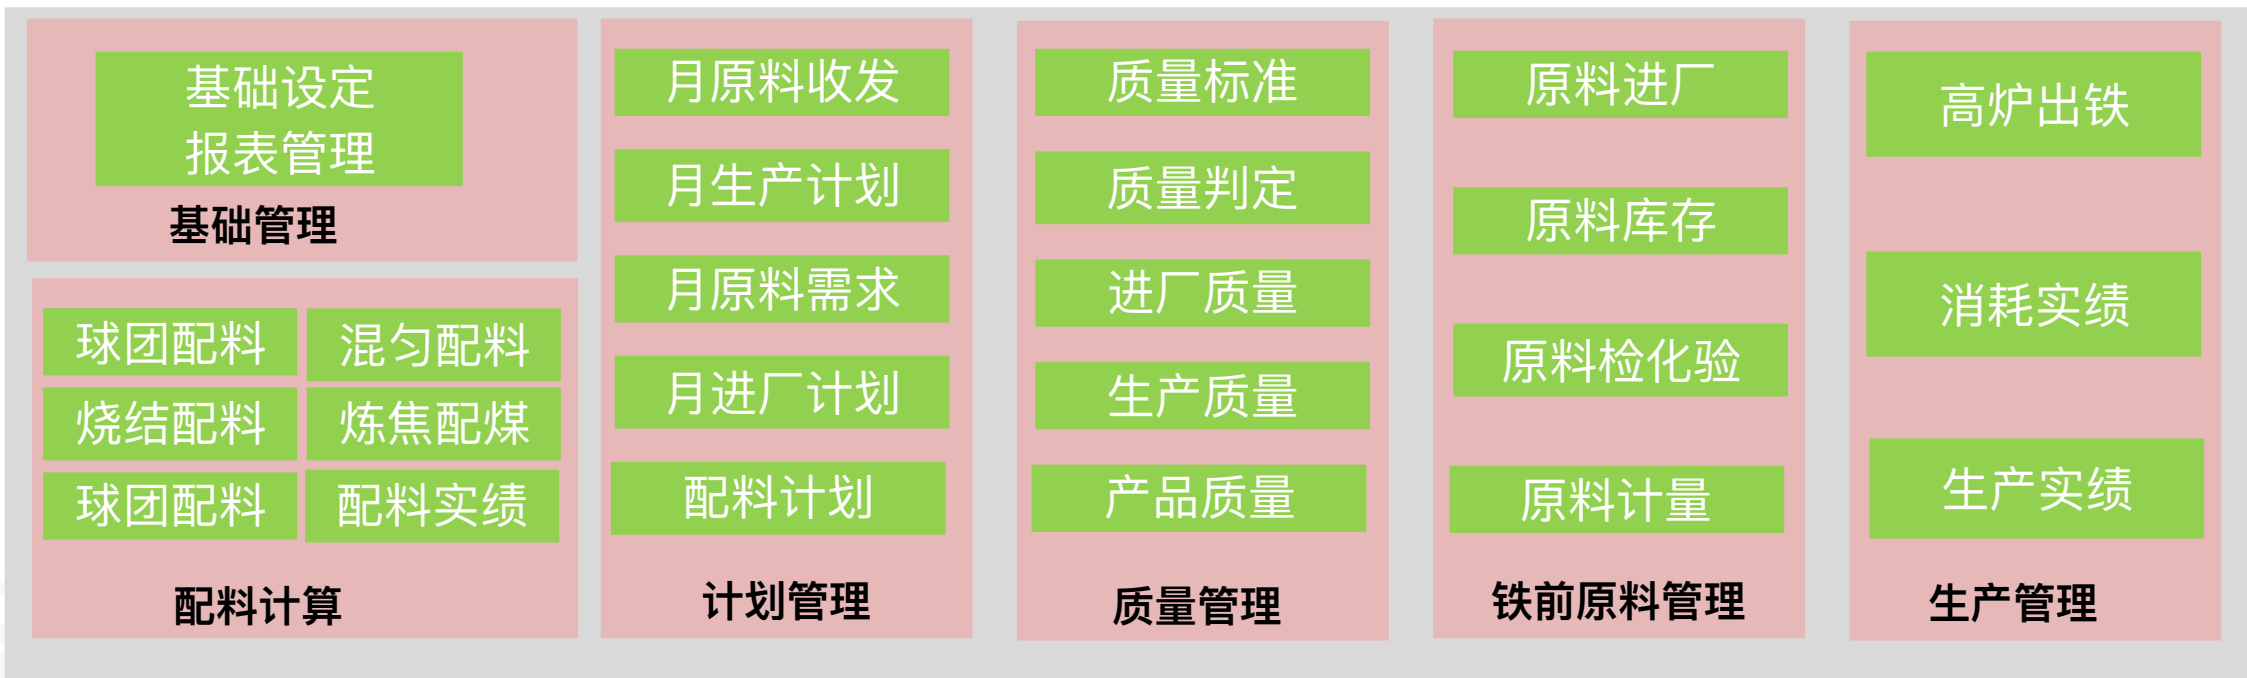 基础设定
报表管理
基础管理
球团配料
混匀配料
烧结配料
炼焦配煤
球团配料
配料实绩
配料计算
月原料收发
月生产计划
月原料需求
月进厂计划
配料计划
计划管理
质量标准
质量判定
进厂质量
生产质量
产品质量
质量管理
原料进厂
原料库存
原料检化验
原料计量
铁前原料管理
高炉出铁
消耗实绩
生产实绩
生产管理